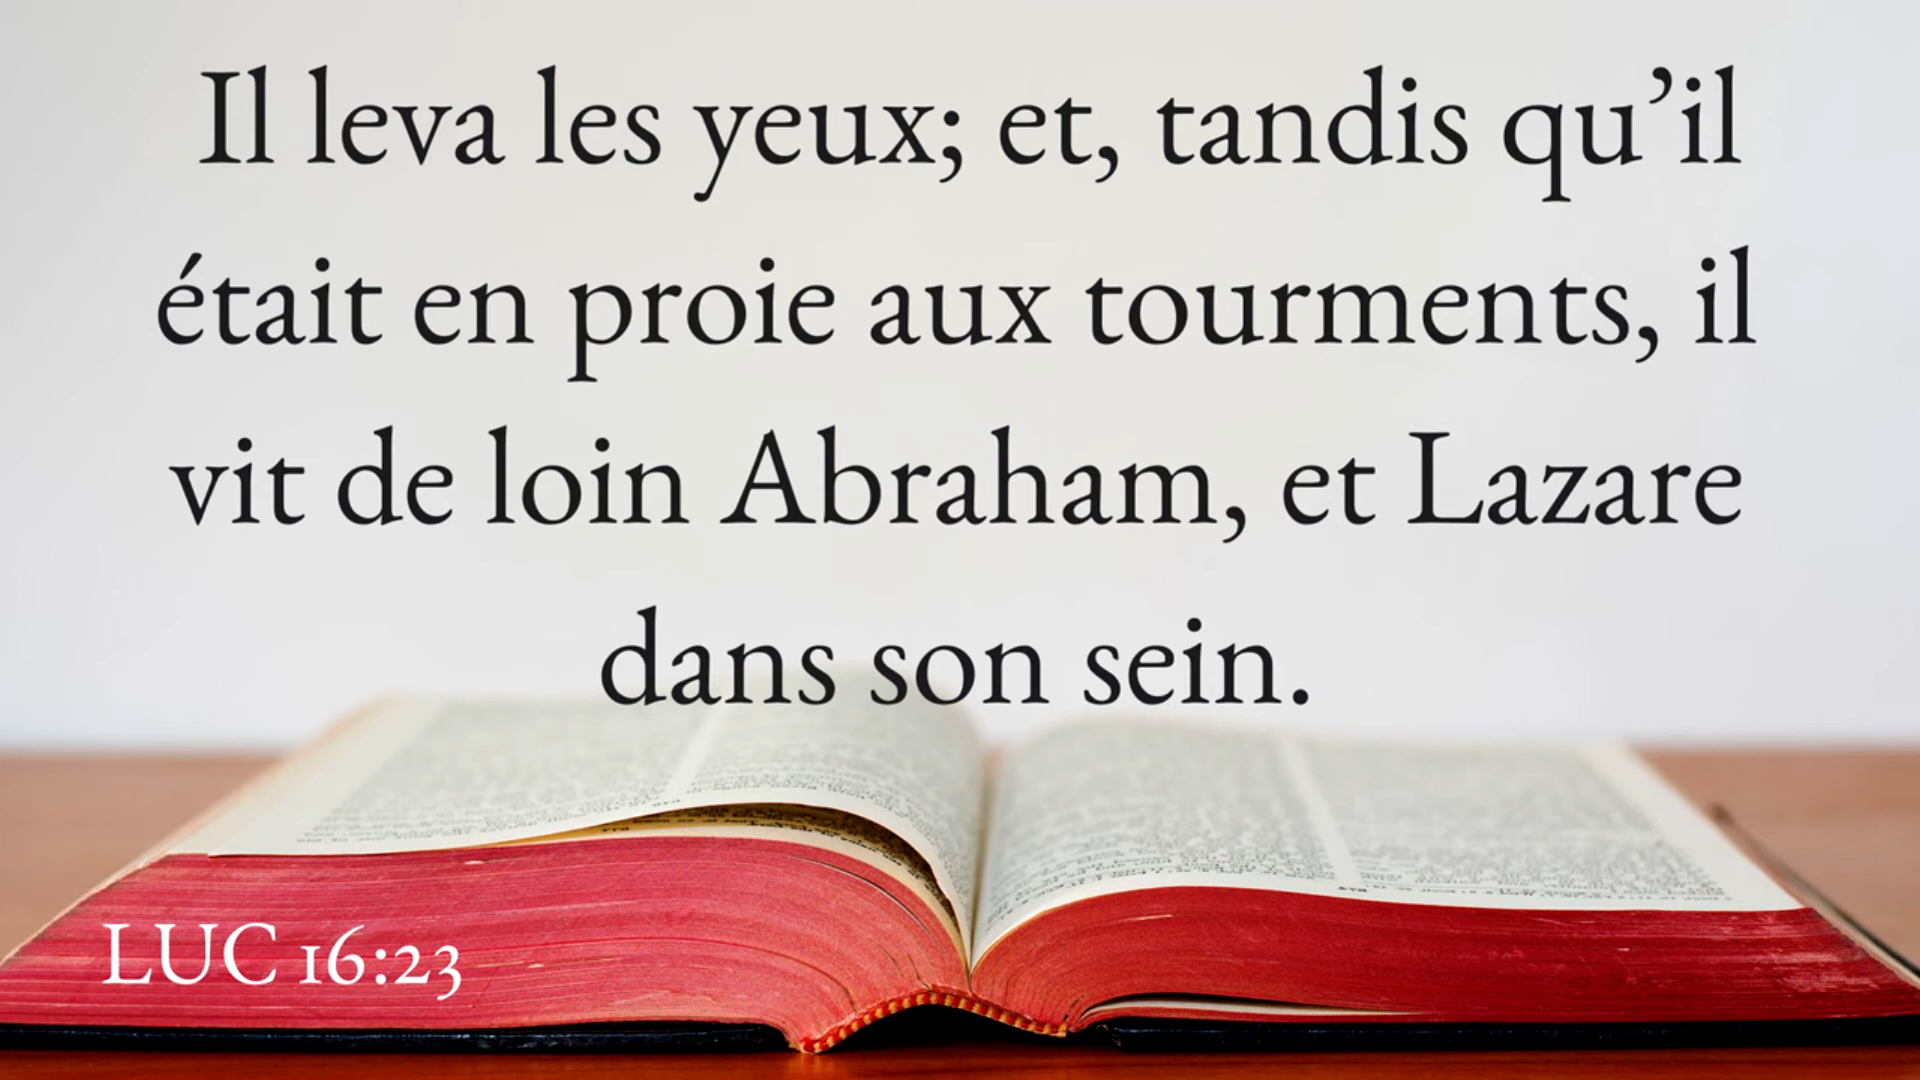 Il leva les yeux; et, tandis qu’il
était en proie aux tourments, il
vit de loin Abraham, et Lazare
dans son sein.
LUC 16:23